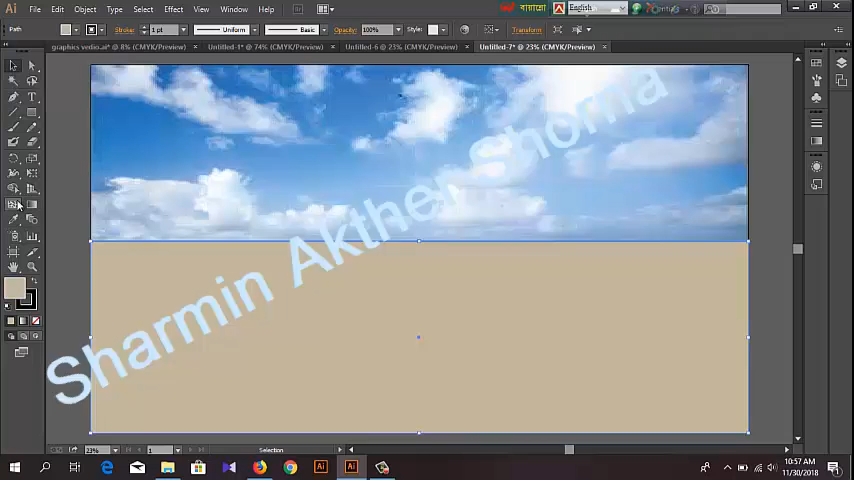 Ai File Edit Object Type Select Effect View Window Help
বায়ান্নো English
Path Stroke: 1 pt Uniform Basic Opacity: 100% Style: Transform
graphics vedio.ai* @ 8% (CMYK/Preview) Untitled-1* @ 74% (CMYK/Preview) Untitled-6 @ 23% (CMYK/Preview) Untitled-7* @ 23% (CMYK/Preview)
Sharmin Akther Shorna
23% 1 Selection
10:57 AM
11/30/2018